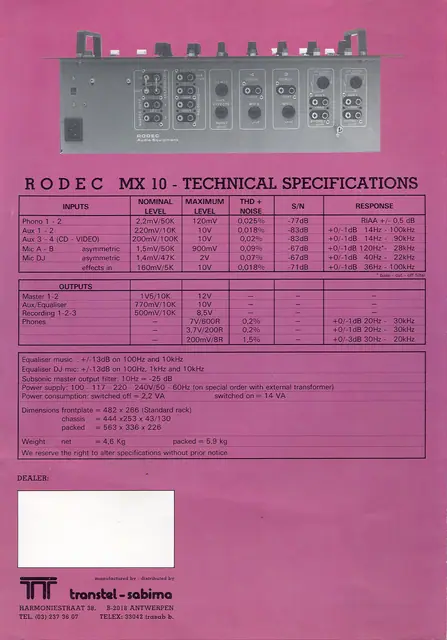 RODEC
RODEC MX 10 - TECHNICAL SPECIFICATIONS
INPUTS NOMINAL LEVEL MAXIMUM LEVEL THD + NOISE S/N RESPONSE
Phono 1 - 2 2,2mV/50K 120mV 0,025% -77dB RIAA +/- 0,5 dB
Aux 1 - 2 220mV/10K 10V 0,018% -83dB +0/-1dB 14Hz - 100kHz
Aux 3 - 4 (CD - VIDEO) 200mV/100K 10V 0,02% -83dB +0/-1dB 14Hz - 90kHz
Mic A - B asymmetric 1,5mV/50K 900mV 0,09% -67dB +0/-1dB 120Hz*- 28kHz
Mic DJ asymmetric 1,4mV/47K 2V 0,07% -67dB +0/-1dB 40Hz - 22kHz
effects in 160mV/5K 10V 0,018% -71dB +0/-3dB 36Hz - 100kHz
* bass - cut - off filter
OUTPUTS
Master 1-2 1V5/10K 12V – – –
Aux/Equaliser 770mV/10K 10V – – –
Recording 1-2-3 500mV/10K 8,5V – – –
Phones – 7V/600R 0,2% – +0/-1dB 20Hz - 30kHz
– 3,7V/200R 0,2% – +0/-1dB 20Hz - 30kHz
– 200mV/8R 1,5% – +0/-3dB 30Hz - 20kHz
Equaliser music: +/-13dB on 100Hz and 10kHz
Equaliser DJ mic: +/-13dB on 100Hz, 1kHz and 10kHz
Subsonic master output filter: 10Hz = -25 dB
Power supply: 100 - 117 - 220 - 240V/50 - 60Hz (on special order with external transformer)
Power consumption: switched off = 2,2 VA switched on = 14 VA
Dimensions frontplate = 482 x 266 (Standard rack)
chassis = 444 x253 x 43/130
packed = 563 x 336 x 226
Weight: net = 4,6 Kg packed = 5,9 kg
We reserve the right to alter specifications without prior notice
DEALER:
manufactured by - distributed by
transtel - sabima
HARMONIESTRAAT 38, B-2018 ANTWERPEN
TEL. (03) 237 36 07 TELEX: 33042 trasab b.